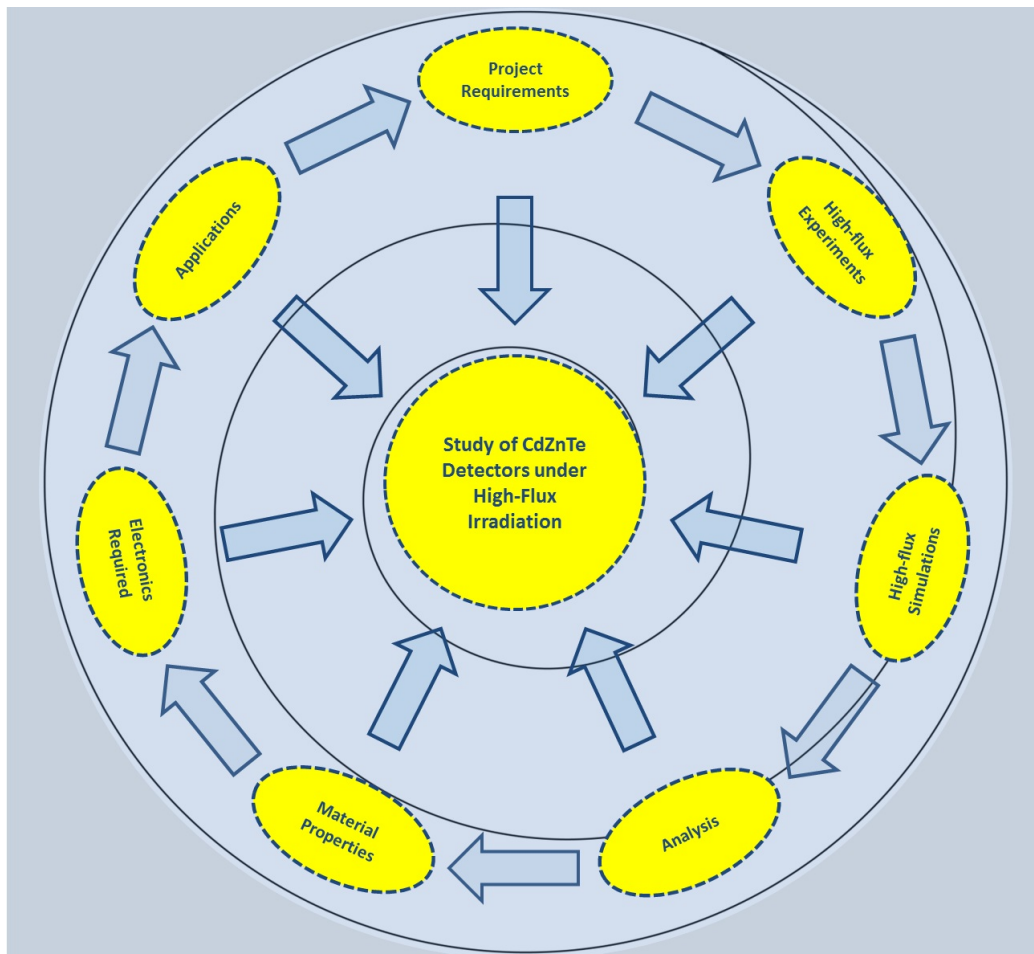 Project
Requirements
High-flux
Experiments
High-flux
Simulations
Analysis
Material
Properties
Electronics
Required
Applications
Study of CdZnTe
Detectors under
High-Flux
Irradiation